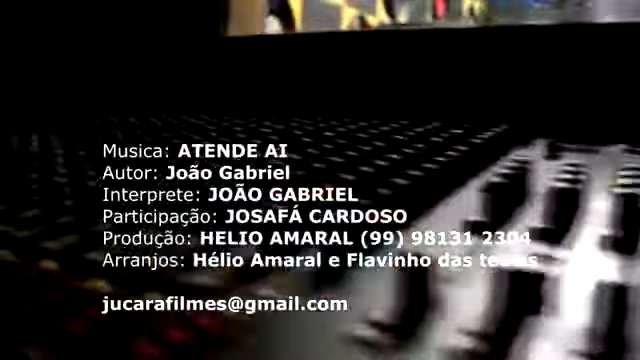 Musica: ATENDE AI
Autor: João Gabriel
Interprete: JOÃO GABRIEL
Participação: JOSAFÁ CARDOSO
Produção: HELIO AMARAL (99) 98131 2304
Arranjos: Hélio Amaral e Flavinho das teclas
jucarafilmes@gmail.com